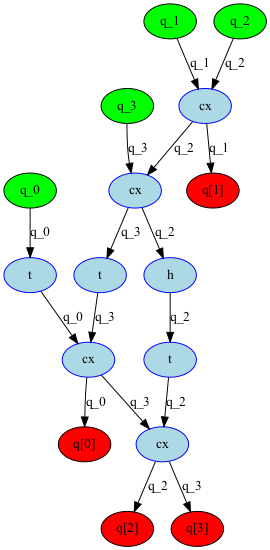 q_1 q_2
q_1 q_2
q_3 cx
q_3 q_2 q_1
q_0 cx q[1]
q_0 q_3 q_2
t t h
q_0 q_3 q_2
cx t
q_0 q_3 q_2
q[0] cx
q_2 q_3
q[2] q[3]